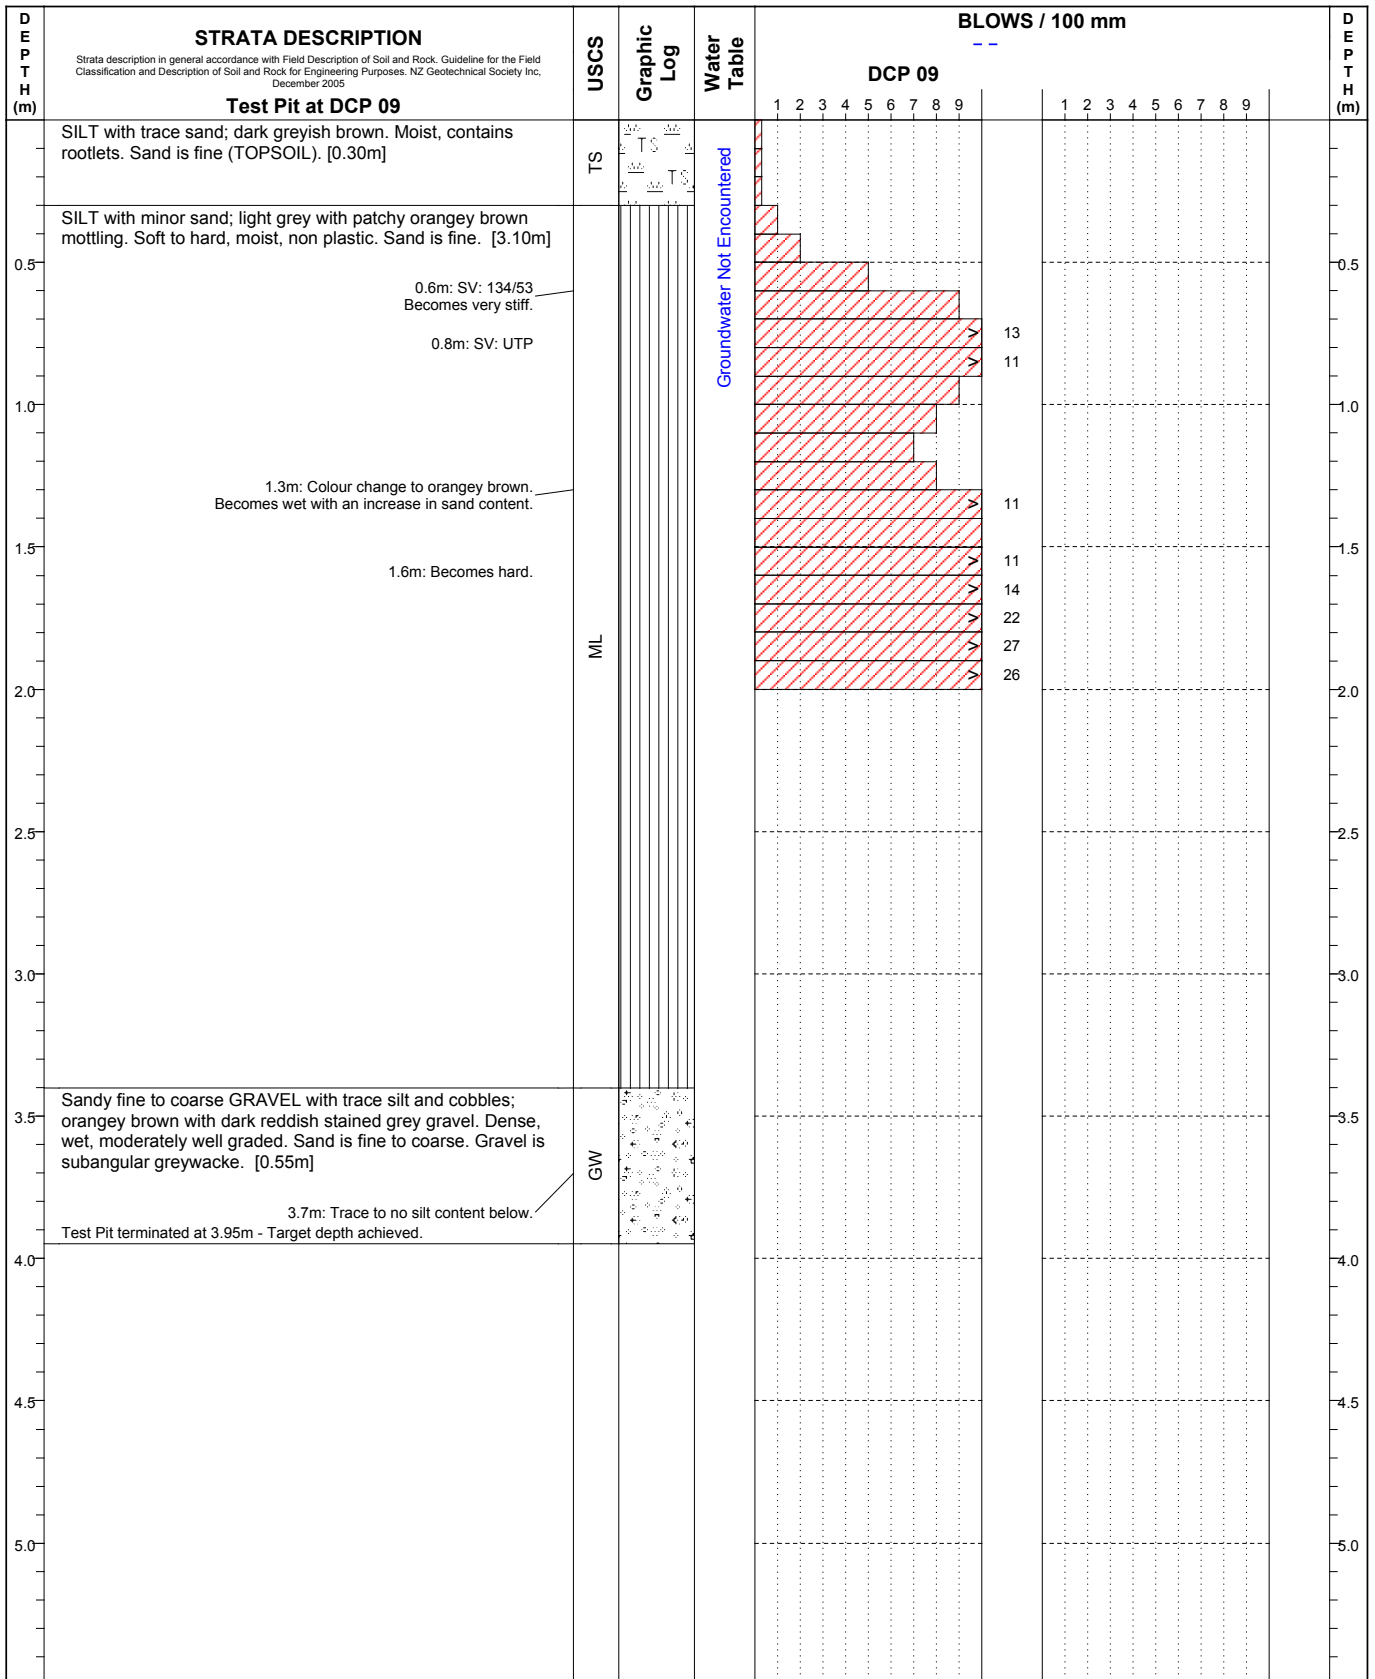 DEPTH (m)
STRATA DESCRIPTION
Strata description in general accordance with Field Description of Soil and Rock. Guideline for the Field
Classification and Description of Soil and Rock for Engineering Purposes. NZ Geotechnical Society Inc,
December 2005
Test Pit at DCP 09
USCS
Graphic Log
Water Table
BLOWS / 100 mm
DCP 09
1 2 3 4 5 6 7 8 9
1 2 3 4 5 6 7 8 9
DEPTH (m)
SILT with trace sand; dark greyish brown. Moist, contains
rootlets. Sand is fine (TOPSOIL). [0.30m]
TS
TS
TS
SILT with minor sand; light grey with patchy orangey brown
mottling. Soft to hard, moist, non plastic. Sand is fine. [3.10m]
Groundwater Not Encountered
0.5
0.5
0.6m: SV: 134/53
Becomes very stiff.
> 13
0.8m: SV: UTP
> 11
1.0
1.0
1.3m: Colour change to orangey brown.
Becomes wet with an increase in sand content.
> 11
1.5
1.5
> 11
1.6m: Becomes hard.
> 14
> 22
ML
> 27
> 26
2.0
2.0
2.5
2.5
3.0
3.0
Sandy fine to coarse GRAVEL with trace silt and cobbles;
orangey brown with dark reddish stained grey gravel. Dense,
wet, moderately well graded. Sand is fine to coarse. Gravel is
subangular greywacke. [0.55m]
3.5
3.5
GW
3.7m: Trace to no silt content below.
Test Pit terminated at 3.95m - Target depth achieved.
4.0
4.0
4.5
4.5
5.0
5.0